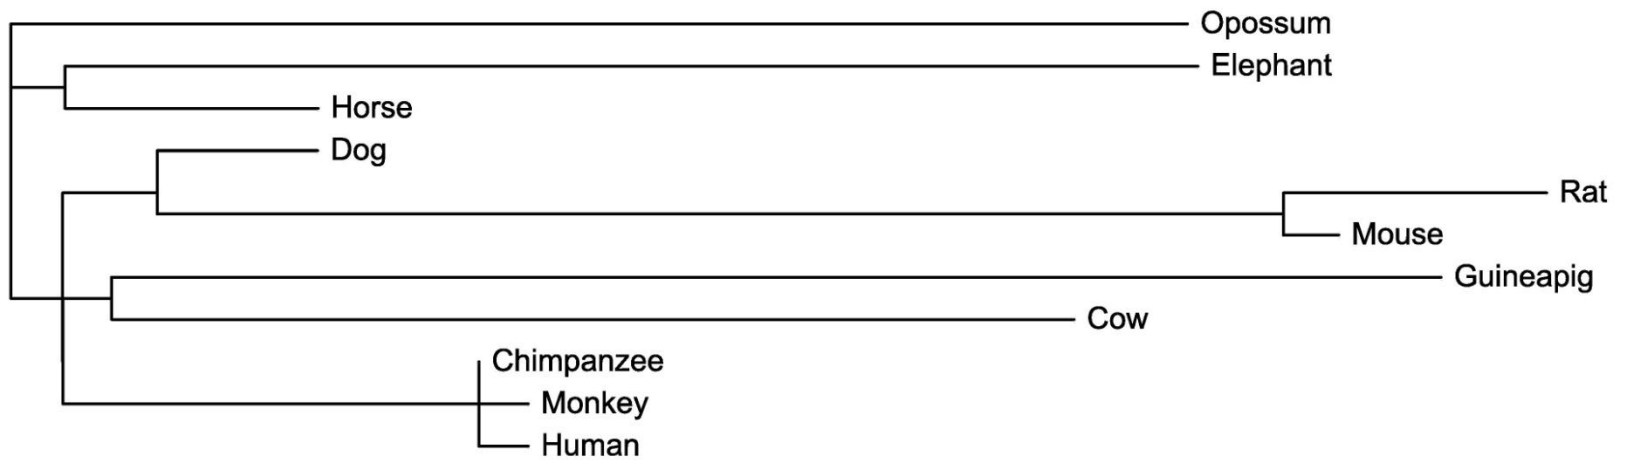 Opossum
Elephant
Horse
Dog
Rat
Mouse
Guineapig
Cow
Chimpanzee
Monkey
Human